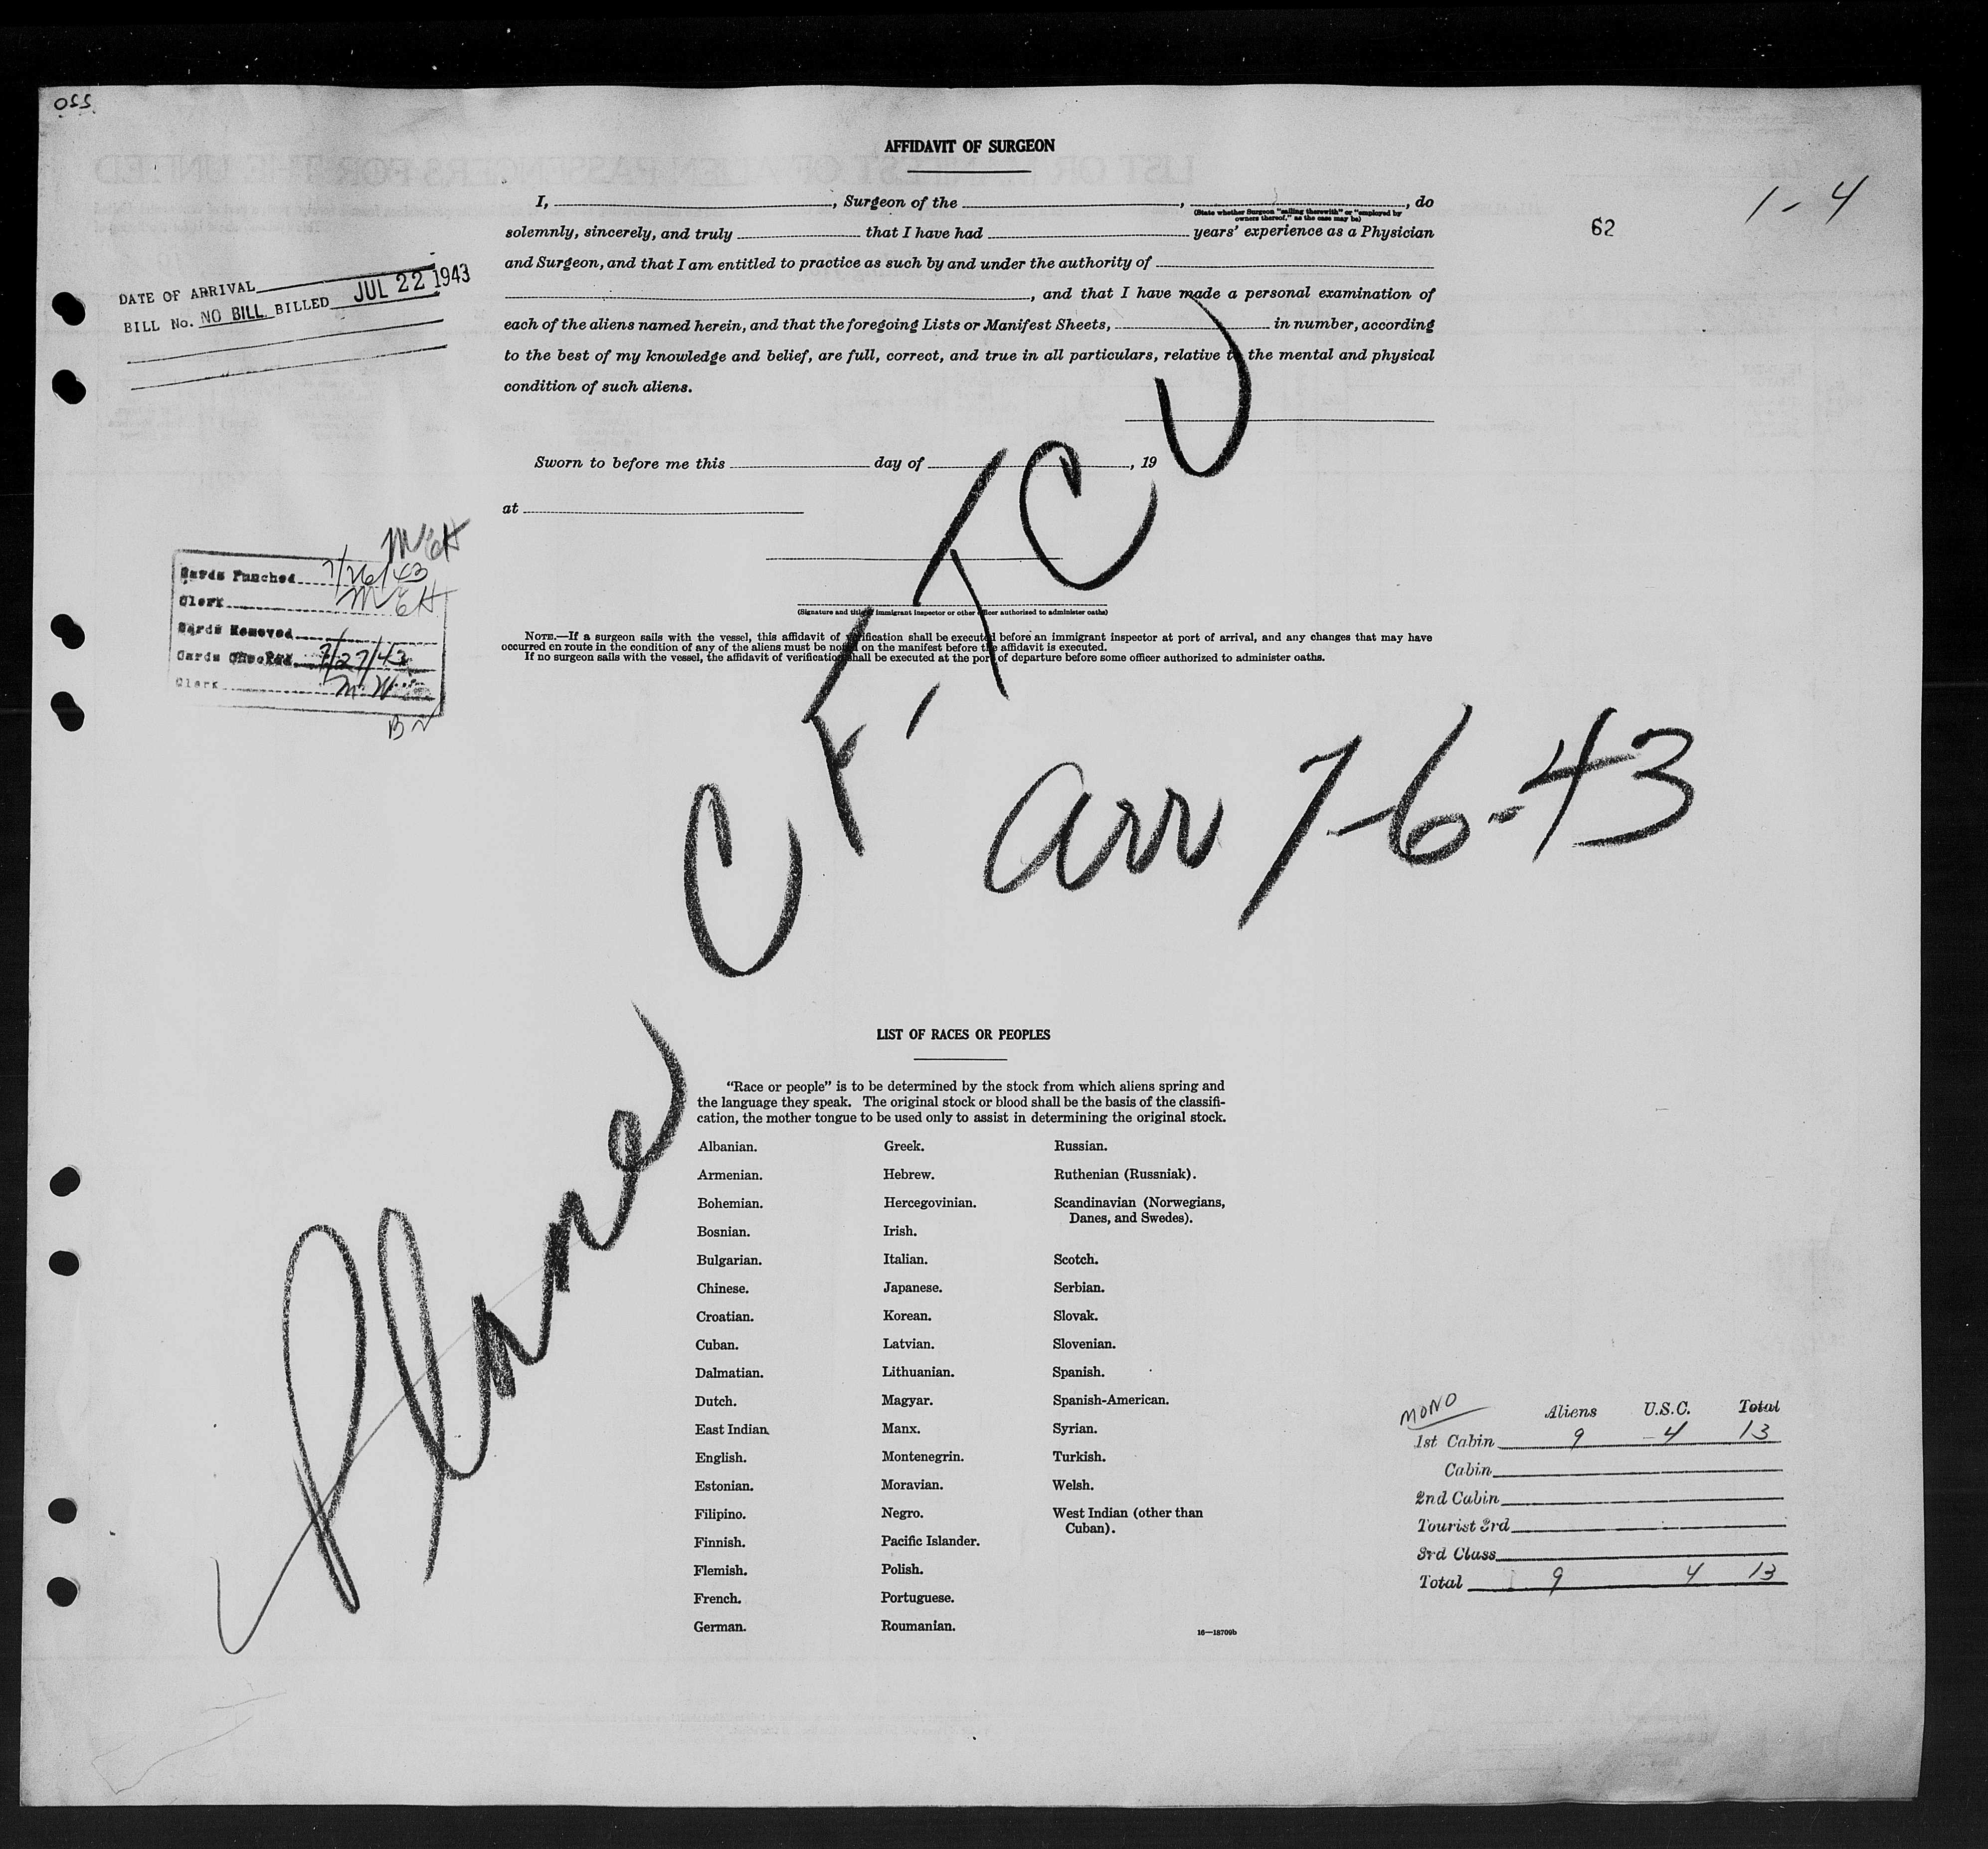 OSS
AFFIDAVIT OF SURGEON
I, , Surgeon of the , , do
(State whether Surgeon "sailing therewith" or "employed by
owners thereof," as the case may be)
solemnly, sincerely, and truly that I have had years' experience as a Physician
and Surgeon, and that I am entitled to practice as such by and under the authority of
, and that I have made a personal examination of
each of the aliens named herein, and that the foregoing Lists or Manifest Sheets, in number, according
to the best of my knowledge and belief, are full, correct, and true in all particulars, relative to the mental and physical
condition of such aliens.
1-4
62
DATE OF ARRIVAL
BILL No. NO BILL BILLED JUL 22 1943
Sworn to before me this day of , 19
at
(Signature and title of immigrant inspector or other officer authorized to administer oaths)
NOTE.—If a surgeon sails with the vessel, this affidavit of verification shall be executed before an immigrant inspector at port of arrival, and any changes that may have
occurred en route in the condition of any of the aliens must be noted on the manifest before the affidavit is executed.
If no surgeon sails with the vessel, the affidavit of verification shall be executed at the port of departure before some officer authorized to administer oaths.
MEH
Cards Punched 7/26/43
Clerk MEH
Cards Removed
Cards Checked 7/27/43
Clerk
BN
Plane CF-TCU
arr 7-6-43
LIST OF RACES OR PEOPLES
"Race or people" is to be determined by the stock from which aliens spring and
the language they speak. The original stock or blood shall be the basis of the classifi-
cation, the mother tongue to be used only to assist in determining the original stock.
Albanian.
Armenian.
Bohemian.
Bosnian.
Bulgarian.
Chinese.
Croatian.
Cuban.
Dalmatian.
Dutch.
East Indian.
English.
Estonian.
Filipino.
Finnish.
Flemish.
French.
German.
Greek.
Hebrew.
Hercegovinian.
Irish.
Italian.
Japanese.
Korean.
Latvian.
Lithuanian.
Magyar.
Manx.
Montenegrin.
Moravian.
Negro.
Pacific Islander.
Polish.
Portuguese.
Roumanian.
Russian.
Ruthenian (Russniak).
Scandinavian (Norwegians,
Danes, and Swedes).
Scotch.
Serbian.
Slovak.
Slovenian.
Spanish.
Spanish-American.
Syrian.
Turkish.
Welsh.
West Indian (other than
Cuban).
16—18709b
MONO Aliens U.S.C. Total
1st Cabin 9 4 13
Cabin
2nd Cabin
Tourist 3rd
3rd Class
Total 9 4 13